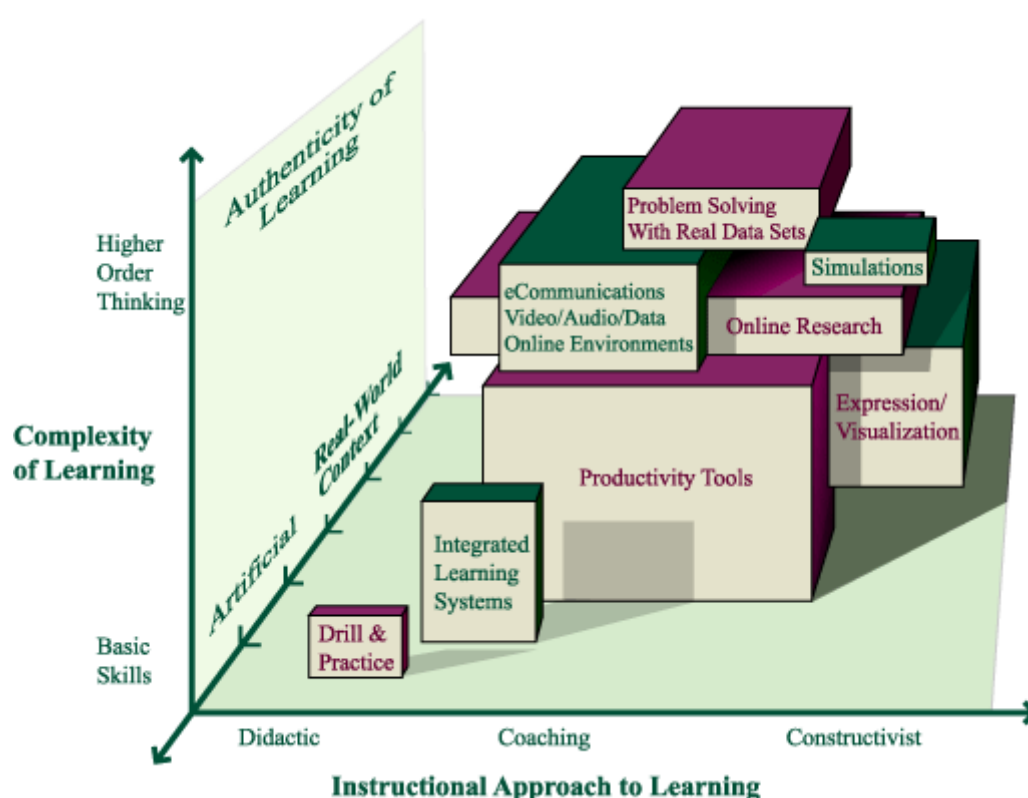 Authenticity of
Learning
Higher
Order
Thinking
Problem Solving
With Real Data Sets
Simulations
eCommunications
Video/Audio/Data
Online Environments
Online Research
Real-World
Context
Complexity
of Learning
Expression/
Visualization
Productivity Tools
Artificial
Integrated
Learning
Systems
Drill &
Practice
Basic
Skills
Didactic
Coaching
Constructivist
Instructional Approach to Learning